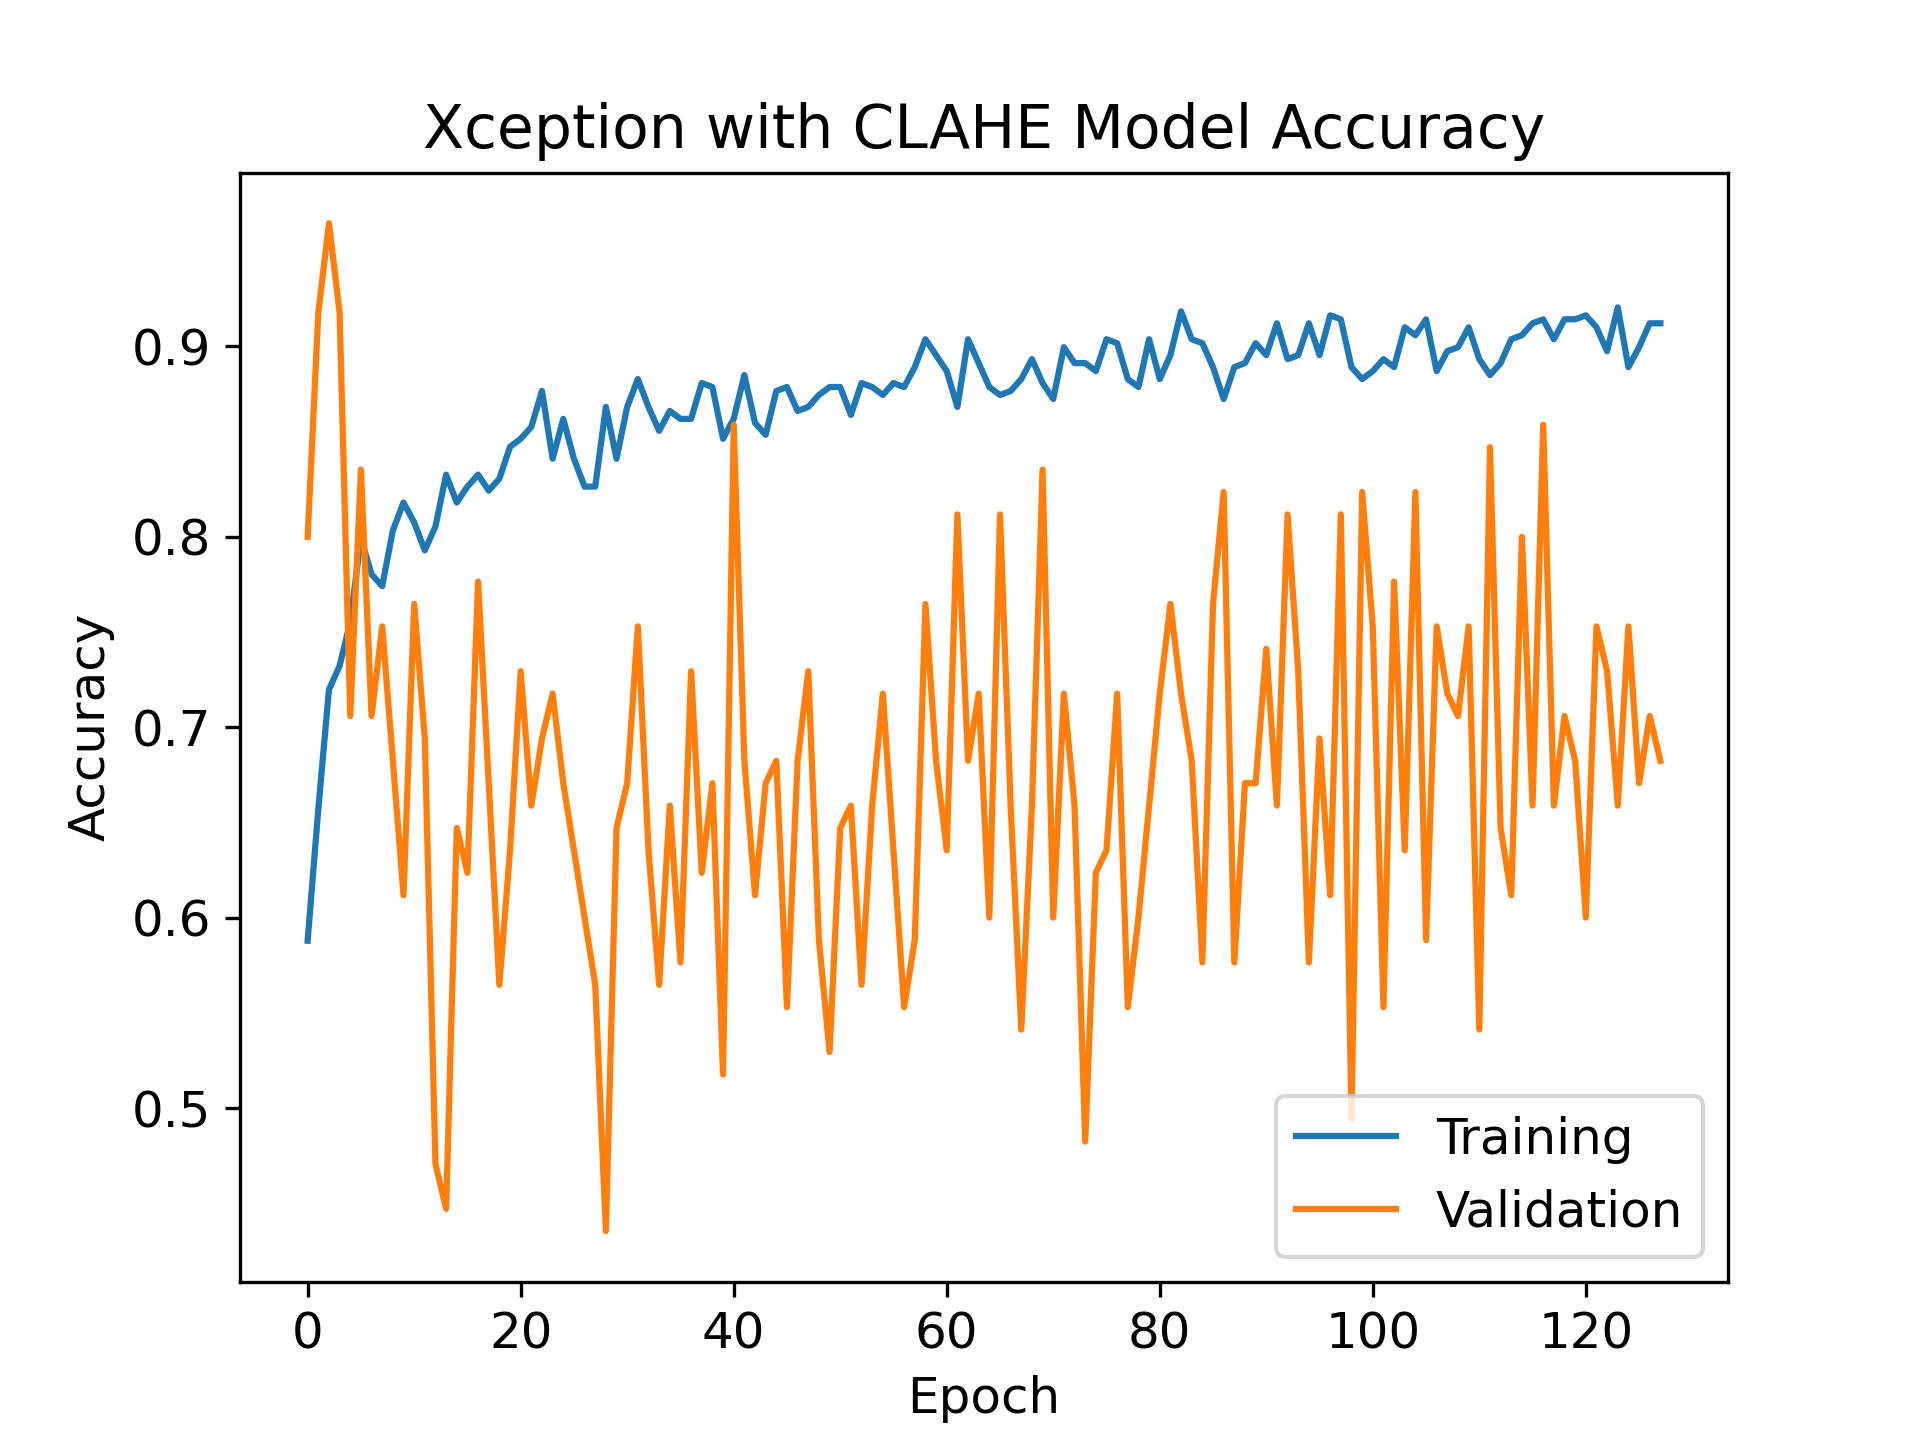 Xception with CLAHE Model Accuracy
Accuracy
0.9
0.8
0.7
0.6
0.5
Training
Validation
0 20 40 60 80 100 120
Epoch